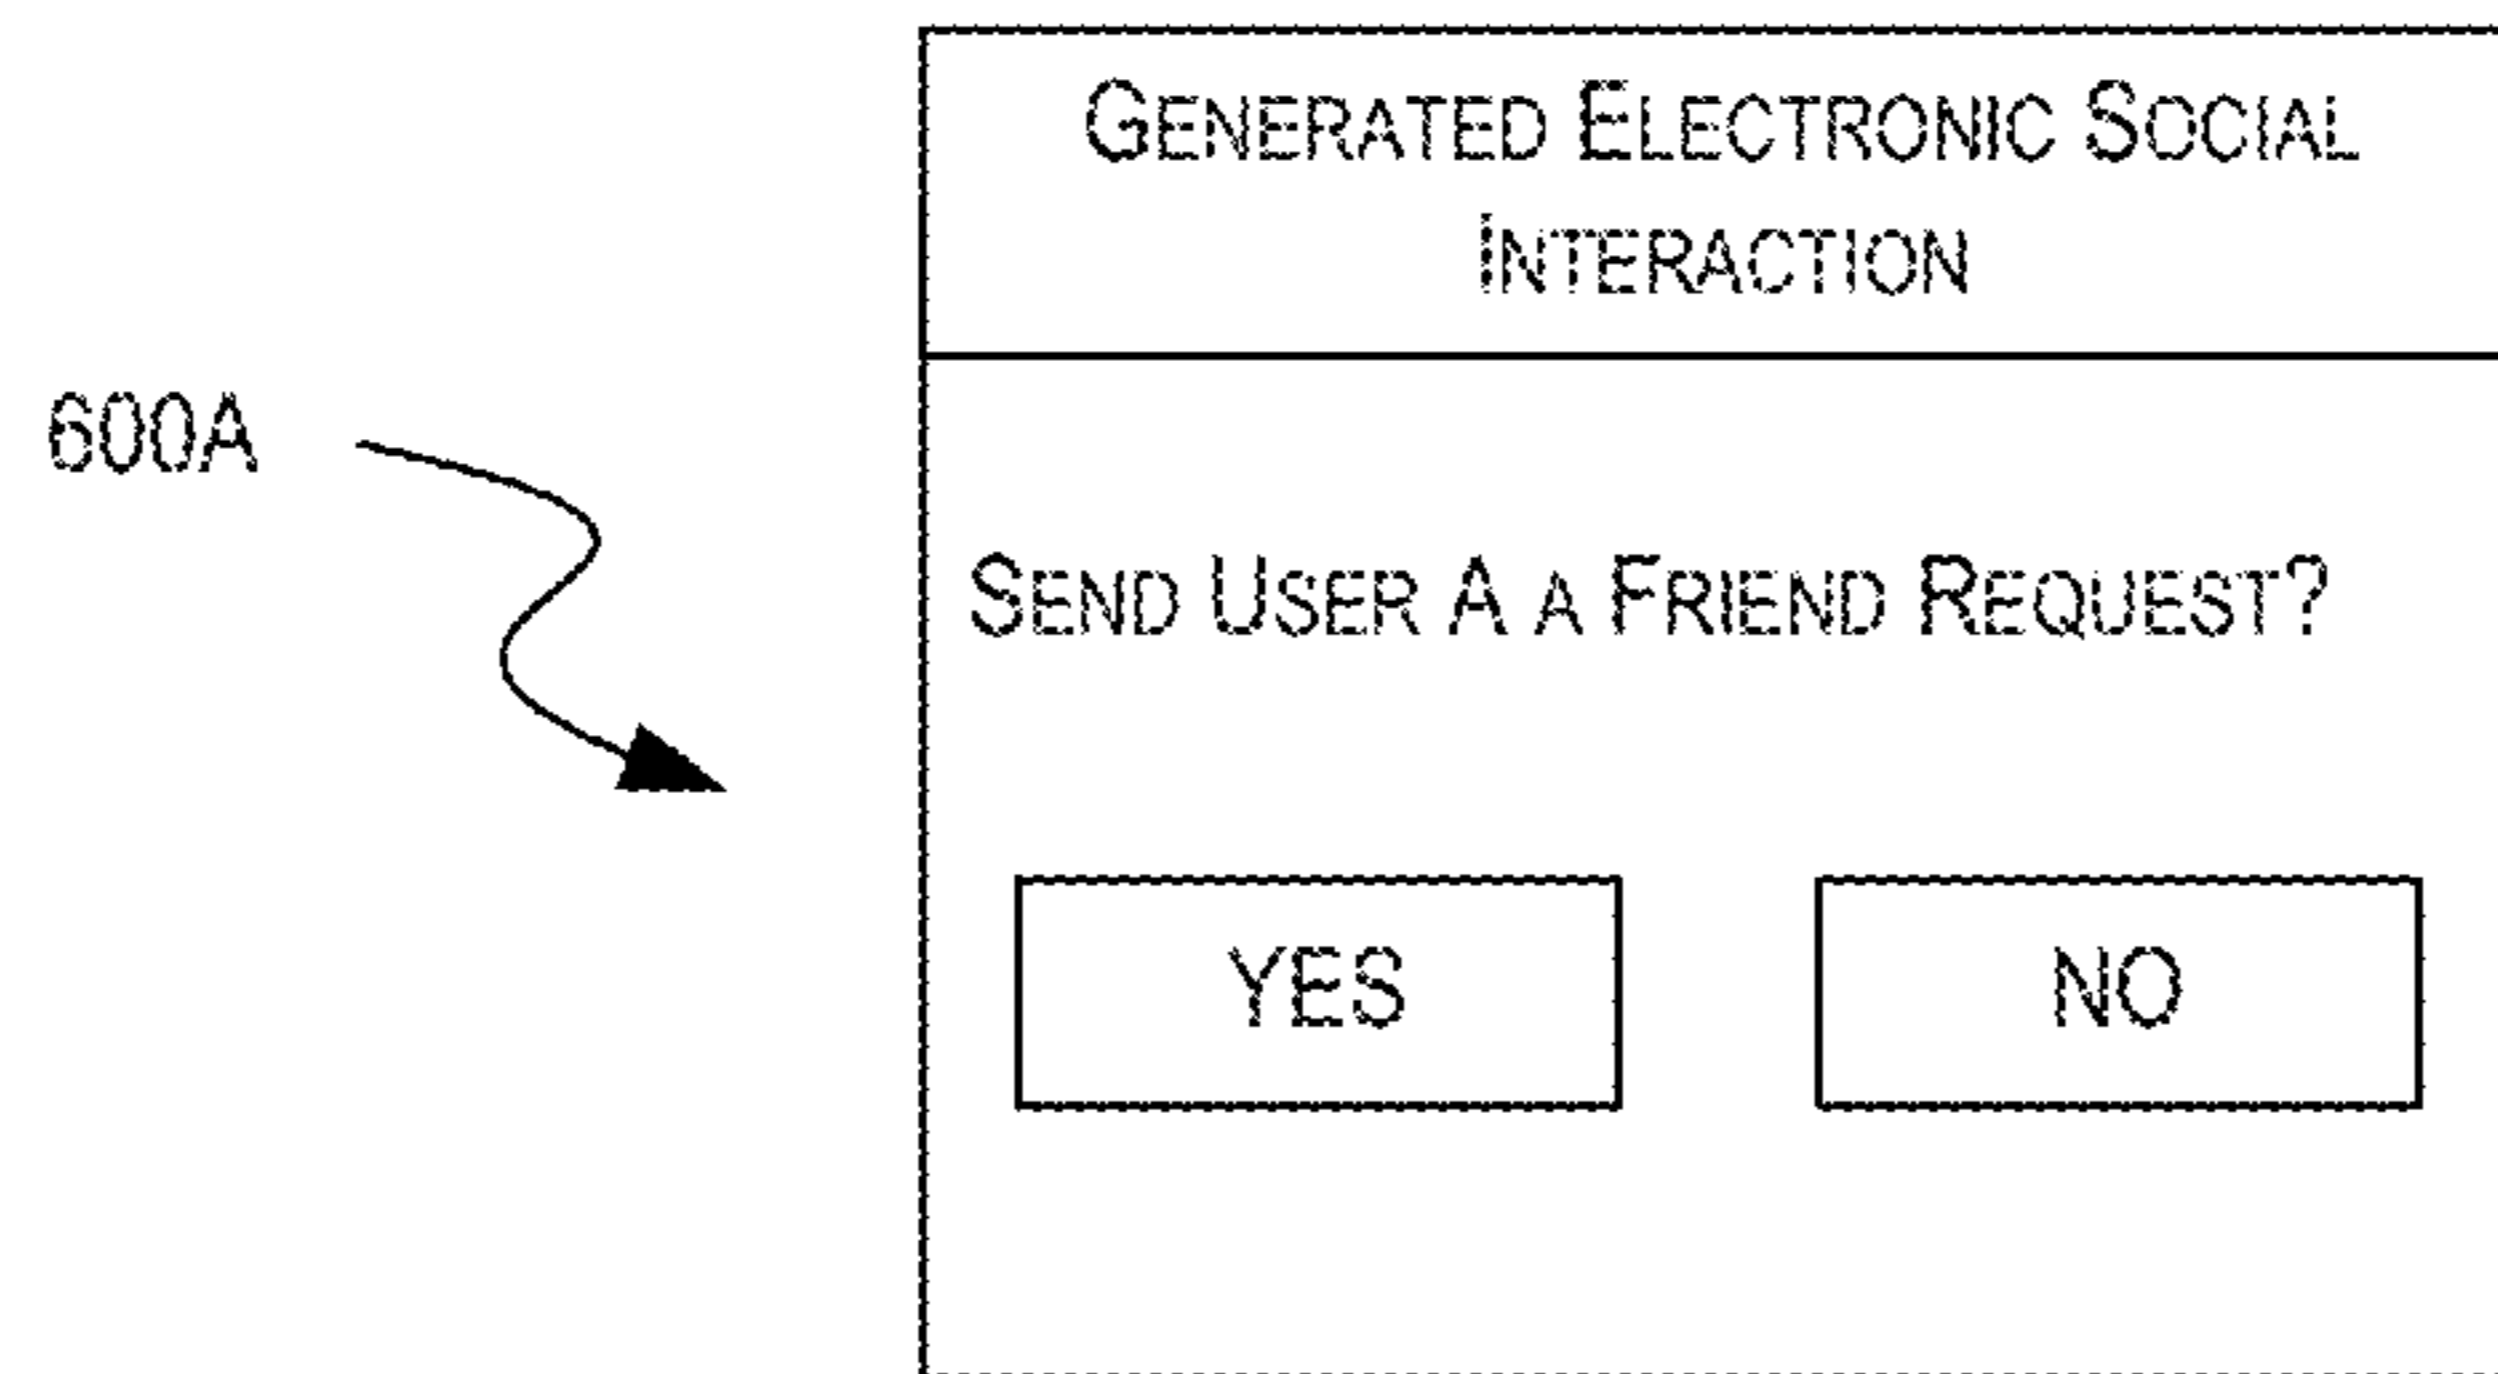 GENERATED ELECTRONIC SOCIAL
INTERACTION
600A
SEND USER A A FRIEND REQUEST?
YES
NO